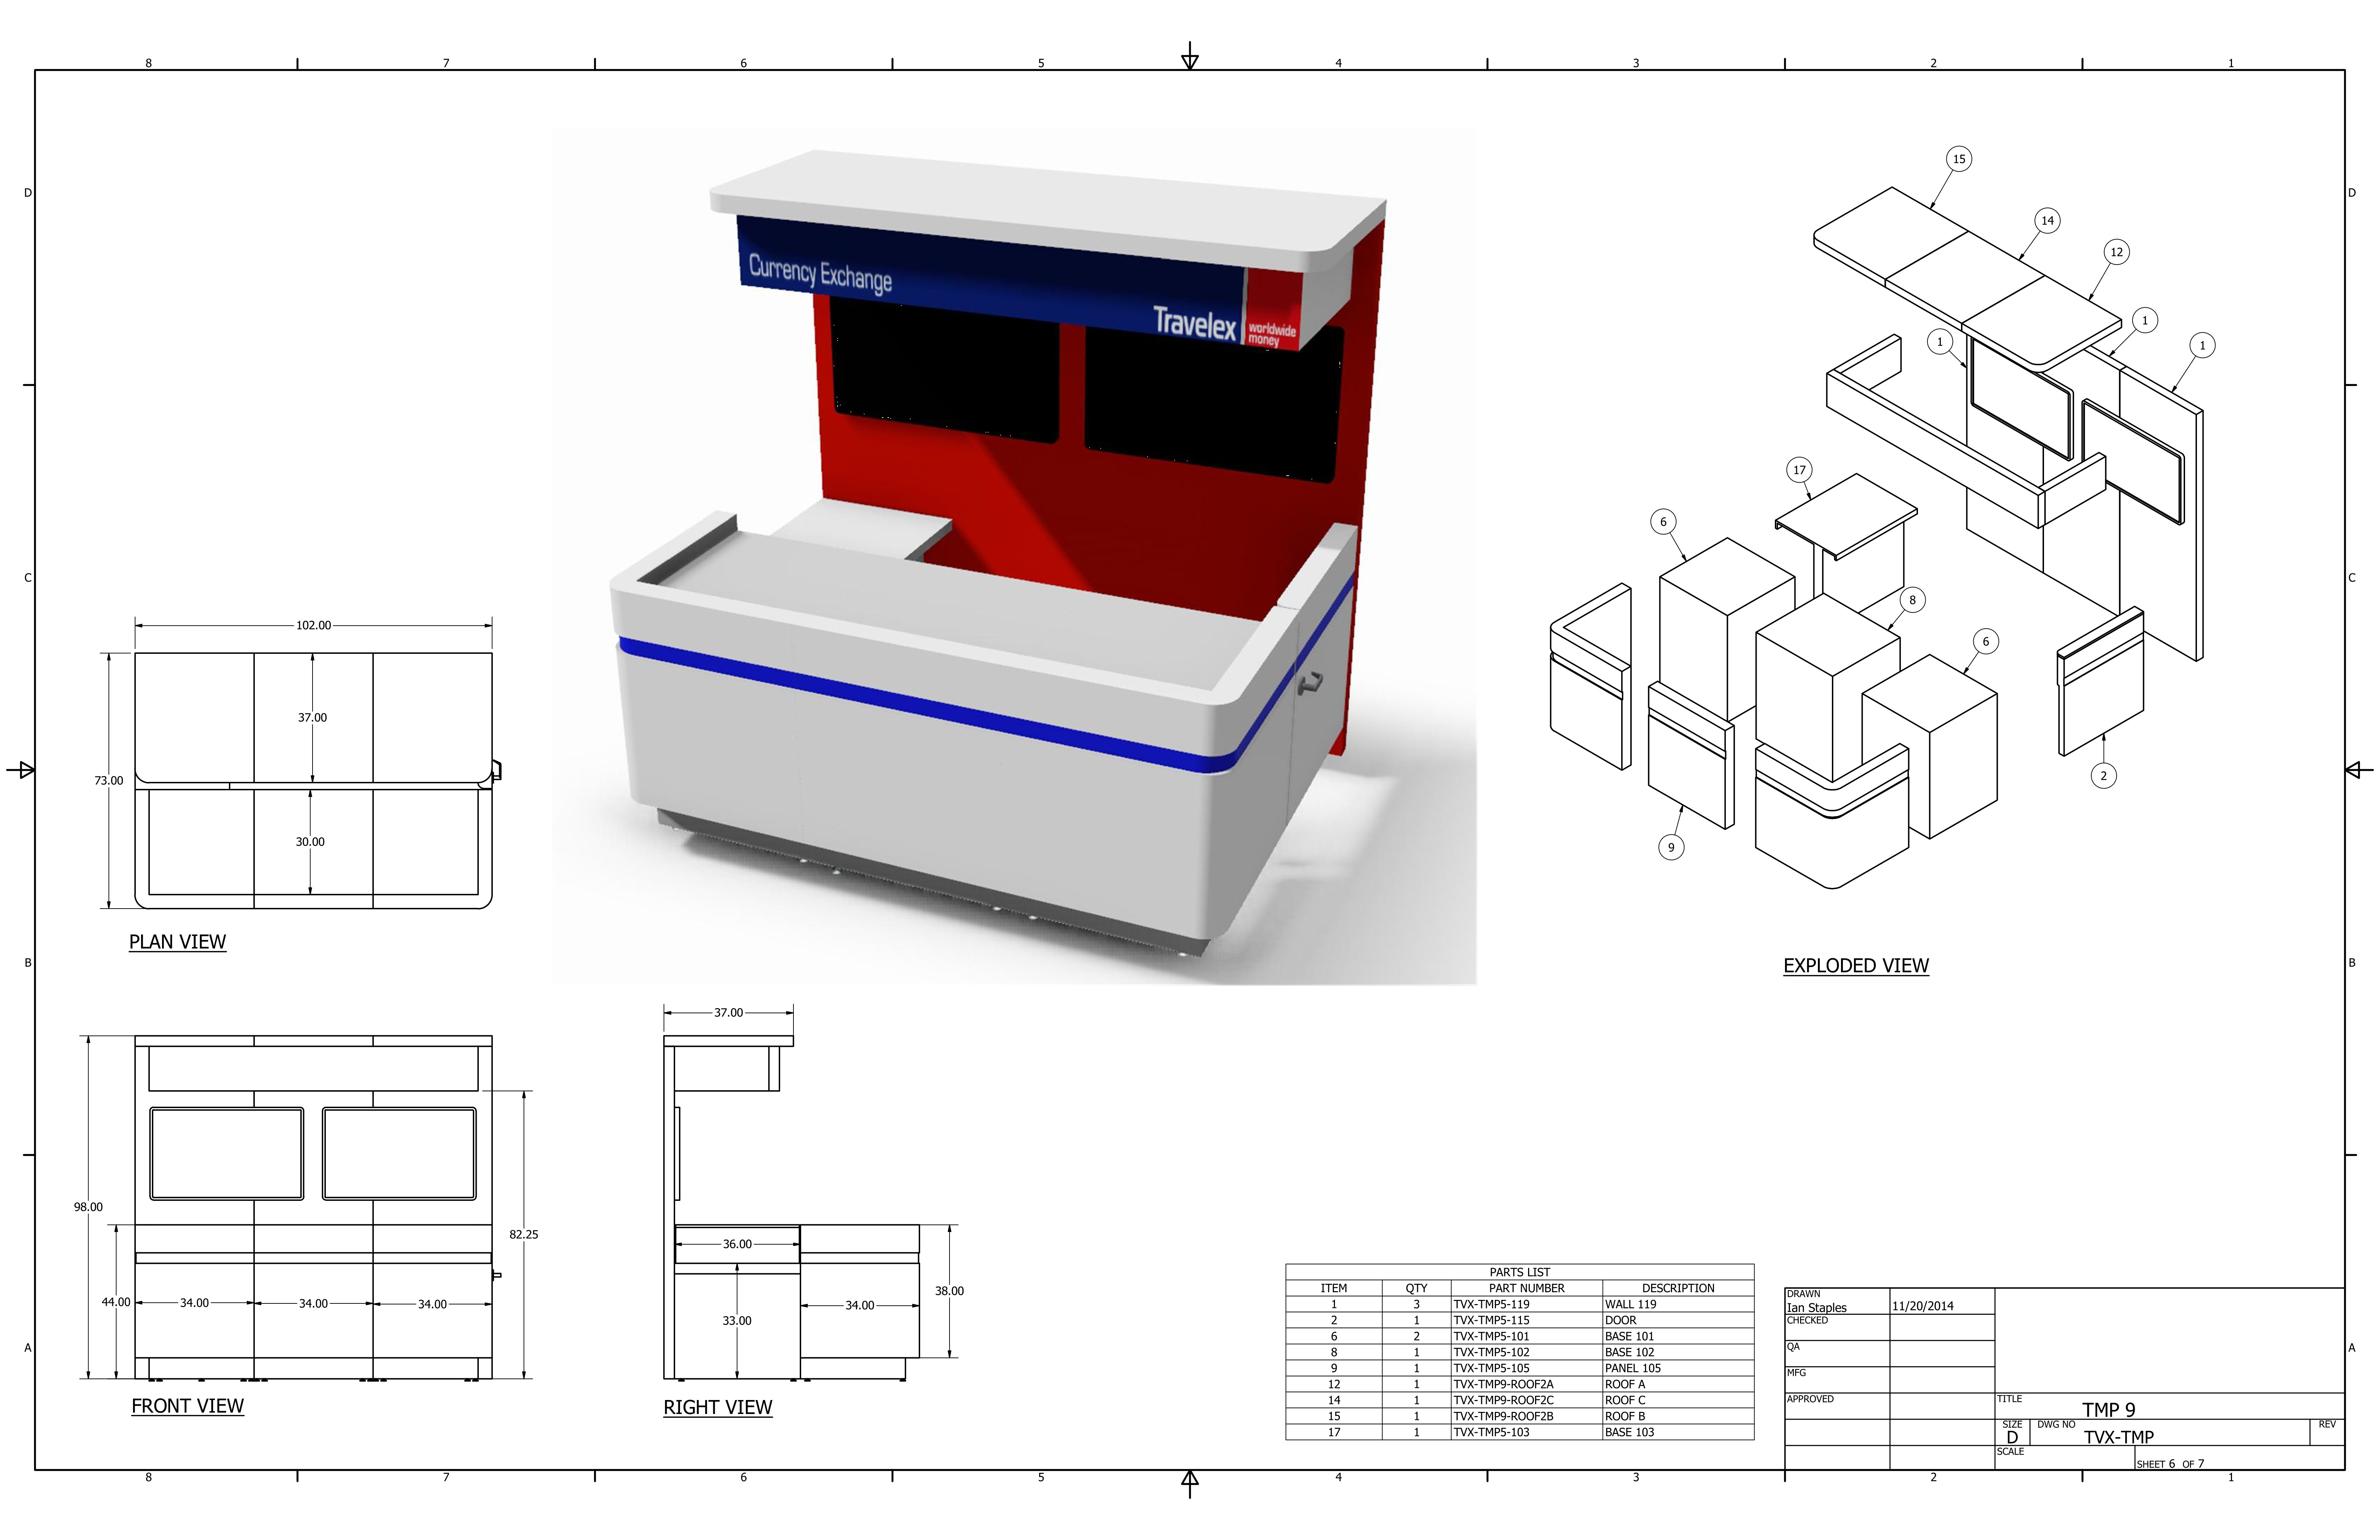 8 7 6 5 4 3 2 1
D D
C C
B B
A A
Currency Exchange
Travelex
worldwide
money
15
14
12
1
1
1
17
6
8
6
2
9
EXPLODED VIEW
102.00
37.00
73.00
30.00
PLAN VIEW
98.00
82.25
44.00
34.00 34.00 34.00
FRONT VIEW
37.00
36.00
38.00
34.00
33.00
RIGHT VIEW
PARTS LIST
ITEM QTY PART NUMBER DESCRIPTION
1 3 TVX-TMP5-119 WALL 119
2 1 TVX-TMP5-115 DOOR
6 2 TVX-TMP5-101 BASE 101
8 1 TVX-TMP5-102 BASE 102
9 1 TVX-TMP5-105 PANEL 105
12 1 TVX-TMP9-ROOF2A ROOF A
14 1 TVX-TMP9-ROOF2C ROOF C
15 1 TVX-TMP9-ROOF2B ROOF B
17 1 TVX-TMP5-103 BASE 103
DRAWN
Ian Staples 11/20/2014
CHECKED
QA
MFG
APPROVED
TITLE
TMP 9
SIZE
D
DWG NO
TVX-TMP
REV
SCALE
SHEET 6 OF 7
8 7 6 5 4 3 2 1